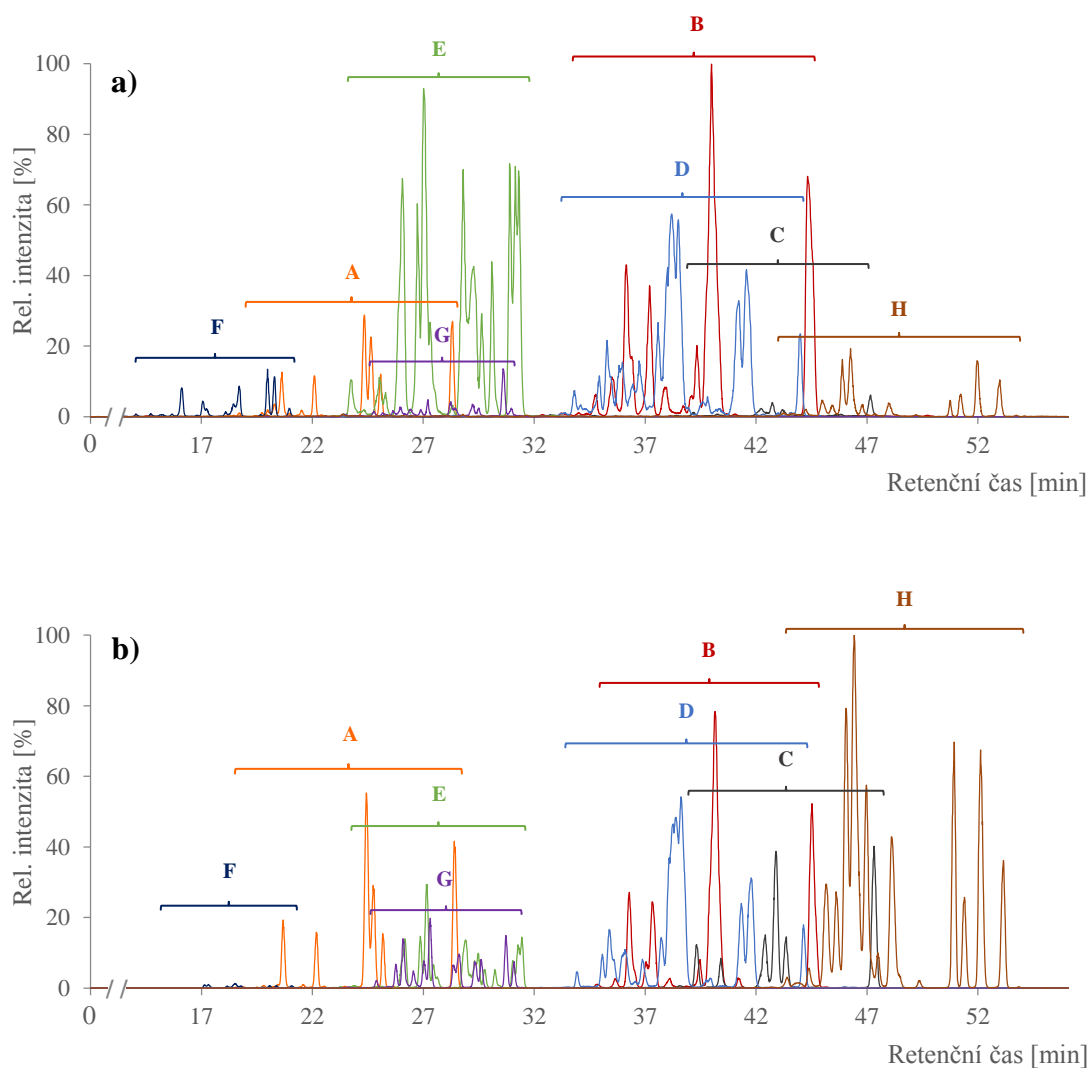 B
E
100
a)
80
D
60
C
40
A
H
F
G
20
0
0 17 22 27 32 37 42 47 52
Rel. intenzita [%]
Retenční čas [min]
H
100
b)
B
80
D
A
C
60
E
40
F
G
20
0
0 17 22 27 32 37 42 47 52
Rel. intenzita [%]
Retenční čas [min]